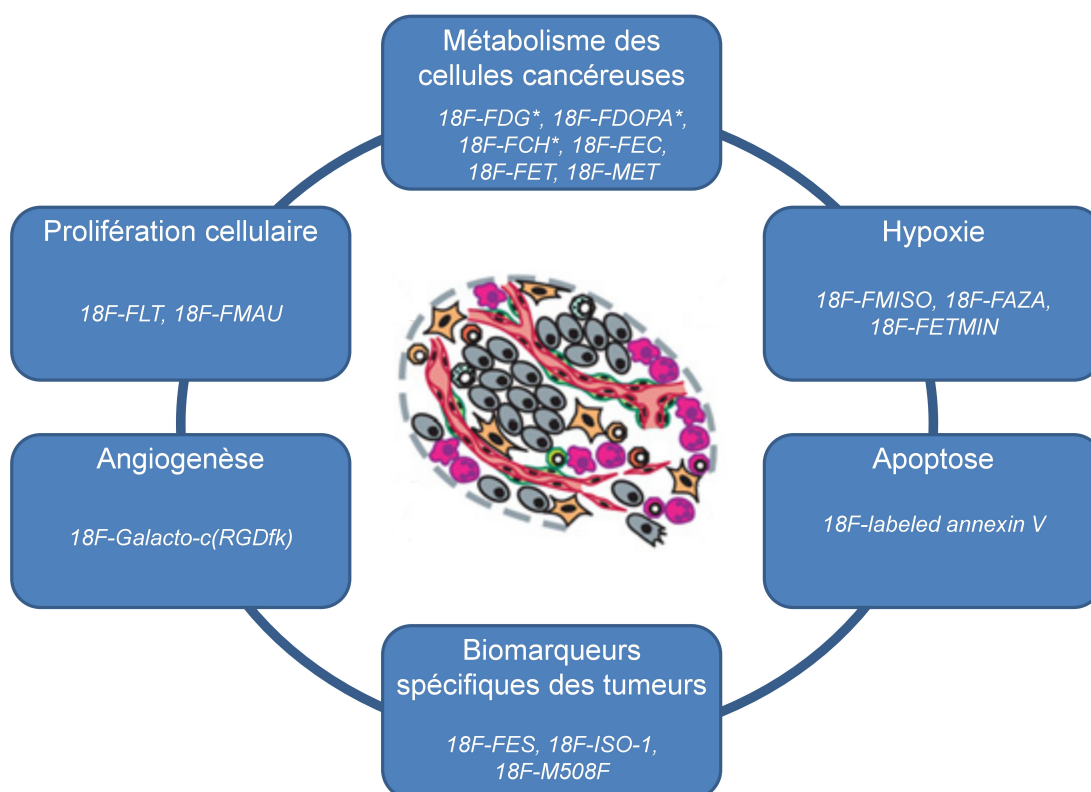 Métabolisme des
cellules cancéreuses
18F-FDG*, 18F-FDOPA*,
18F-FCH*, 18F-FEC,
18F-FET, 18F-MET
Prolifération cellulaire
18F-FLT, 18F-FMAU
Hypoxie
18F-FMISO, 18F-FAZA,
18F-FETMIN
Angiogenèse
18F-Galacto-c(RGDfk)
Apoptose
18F-labeled annexin V
Biomarqueurs
spécifiques des tumeurs
18F-FES, 18F-ISO-1,
18F-M508F